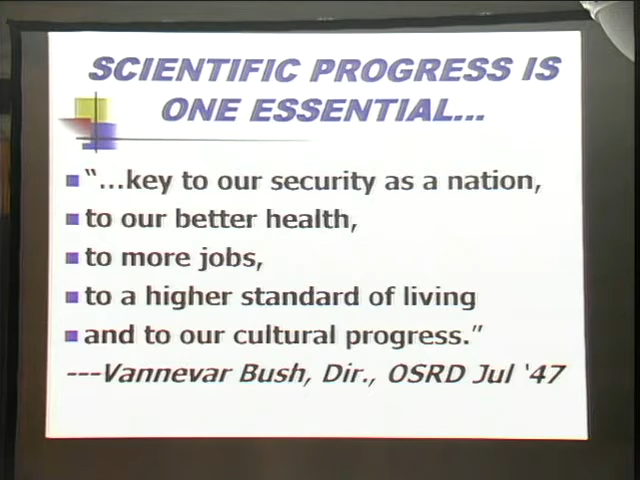 SCIENTIFIC PROGRESS IS
ONE ESSENTIAL...
“...key to our security as a nation,
to our better health,
to more jobs,
to a higher standard of living
and to our cultural progress.”
---Vannevar Bush, Dir., OSRD Jul '47